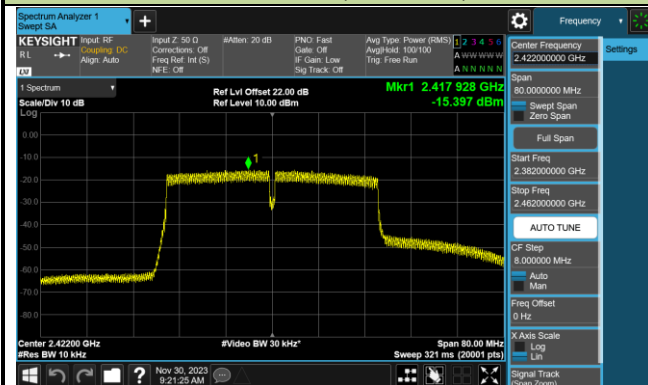 Spectrum Analyzer 1
Swept SA
+
Frequency
KEYSIGHT
Input: RF
Coupling: DC
Align: Auto
Input Z: 50 Ω
Corrections: Off
Freq Ref: Int (S)
NFE: Off
#Atten: 20 dB
PNO: Fast
Gate: Off
IF Gain: Low
Sig Track: Off
Avg Type: Power (RMS)
Avg|Hold: 100/100
Trig: Free Run
1 2 3 4 5 6
A WW WW W
A N N N N N
RL
LXI
1 Spectrum
Scale/Div 10 dB
Log
Ref Lvl Offset 22.00 dB
Ref Level 10.00 dBm
Mkr1 2.417 928 GHz
-15.397 dBm
1
0.00
-10.0
-20.0
-30.0
-40.0
-50.0
-60.0
-70.0
-80.0
Center 2.42200 GHz
#Res BW 10 kHz
#Video BW 30 kHz*
Span 80.00 MHz
Sweep 321 ms (20001 pts)
Nov 30, 2023
9:21:25 AM
?
Center Frequency
2.422000000 GHz
Settings
Span
80.0000000 MHz
Swept Span
Zero Span
Full Span
Start Freq
2.382000000 GHz
Stop Freq
2.462000000 GHz
AUTO TUNE
CF Step
8.000000 MHz
Auto
Man
Freq Offset
0 Hz
X Axis Scale
Log
Lin
Signal Track
(Span Zoom)